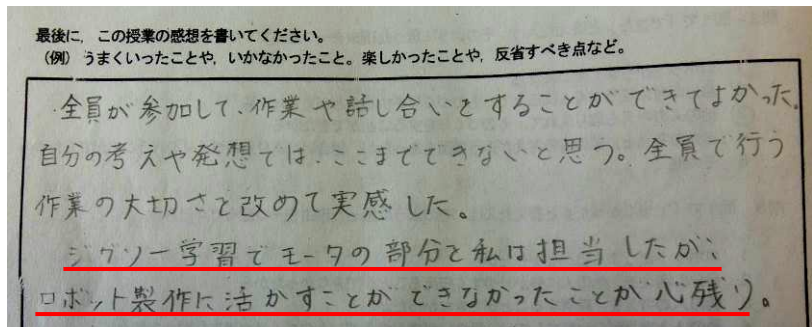 最後に，この授業の感想を書いてください。
（例）うまくいったことや，いかなかったこと。楽しかったことや，反省すべき点など。
全員が参加して、作業や話し合いをすることができてよかった。
自分の考えや発想では、ここまでできないと思う。全員で行う
作業の大切さを改めて実感した。
ジグソー学習でモータの部分を私は担当したが、
ロボット製作に活かすことができなかったことが心残り。